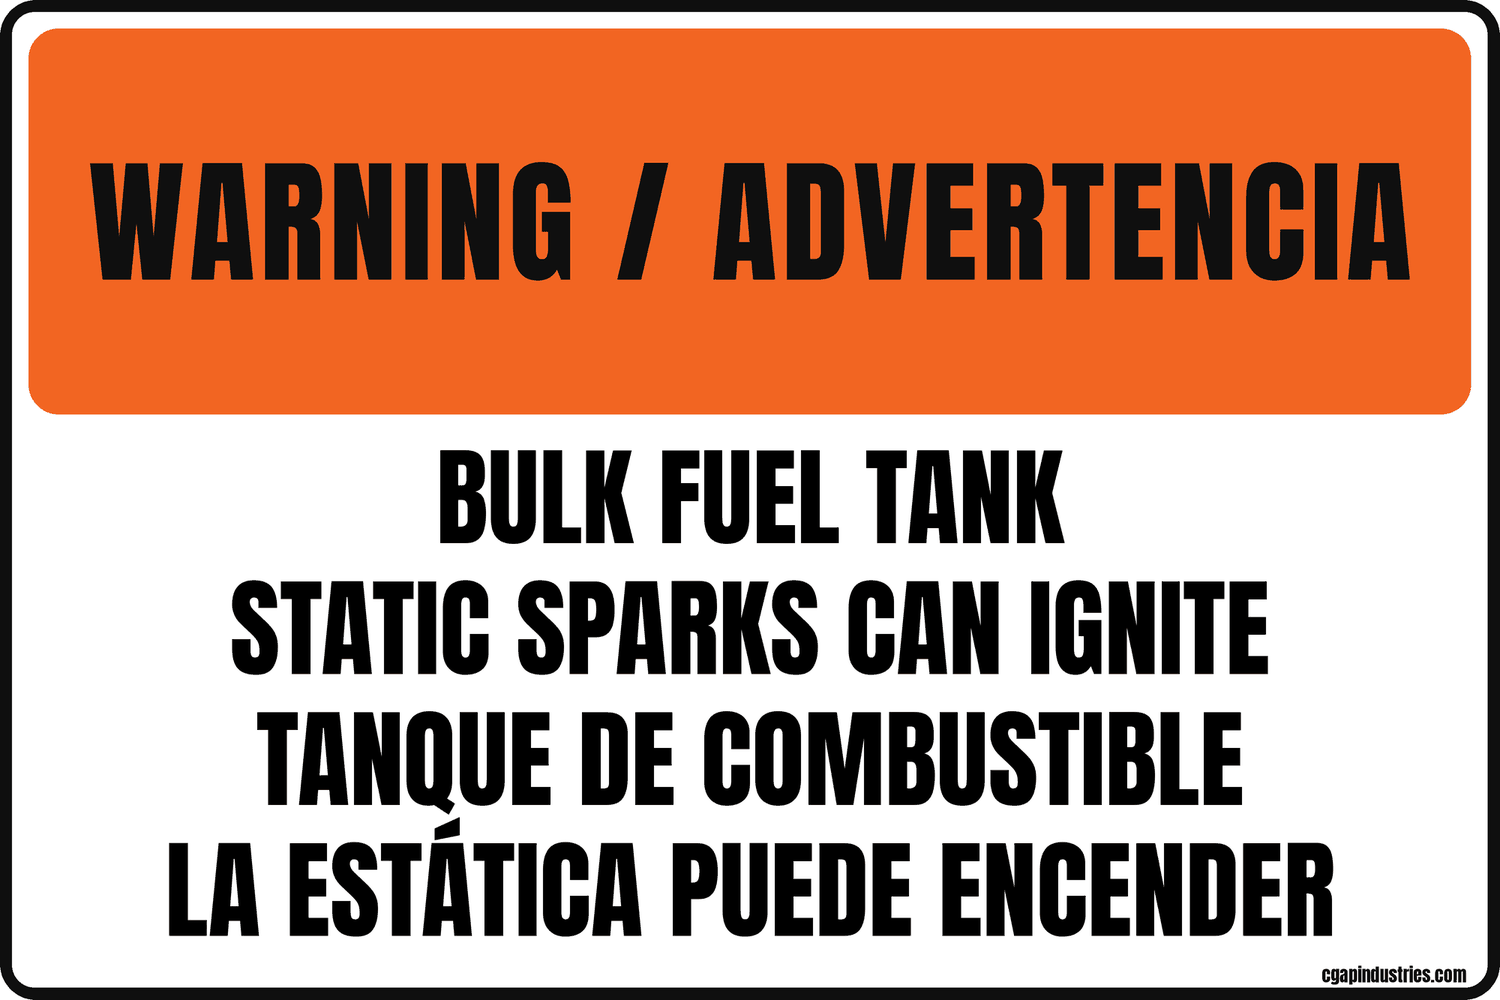 WARNING / ADVERTENCIA
BULK FUEL TANK
STATIC SPARKS CAN IGNITE
TANQUE DE COMBUSTIBLE
LA ESTÁTICA PUEDE ENCENDER
cgapindustries.com